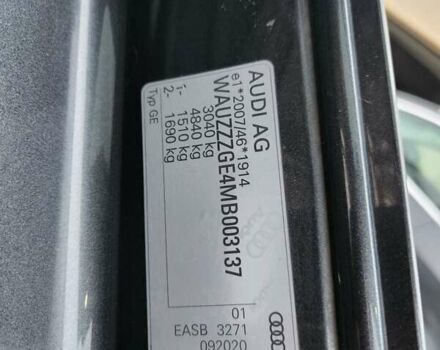 AUDI AG
e1*2007/46*1914
WAUZZZGE4MB003137
3040 kg
4840 kg
1- 1510 kg
2- 1690 kg
Typ GE
01
EASB 3271
092020